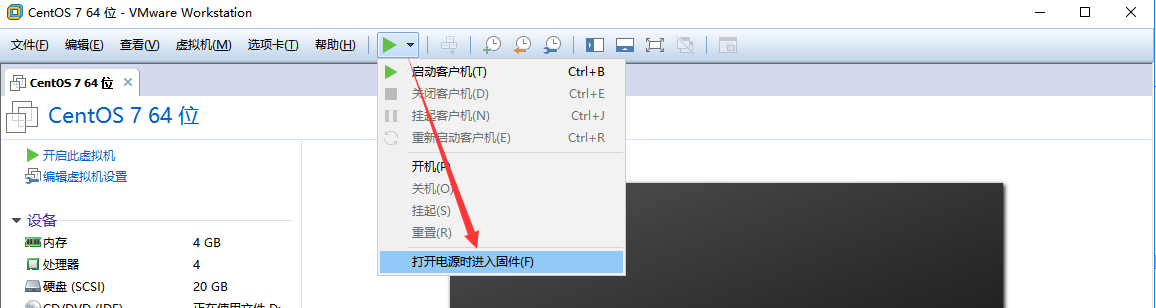 CentOS 7 64 位 - VMware Workstation
文件(F) 编辑(E) 查看(V) 虚拟机(M) 选项卡(T) 帮助(H)
CentOS 7 64 位
CentOS 7 64 位
开启此虚拟机
编辑虚拟机设置
设备
内存 4 GB
处理器 4
硬盘 (SCSI) 20 GB
CD/DVD (IDE) 正在使用文件 D:
启动客户机(T) Ctrl+B
关闭客户机(D) Ctrl+E
挂起客户机(N) Ctrl+J
重新启动客户机(E) Ctrl+R
开机(P)
关机(O)
挂起(S)
重置(R)
打开电源时进入固件(F)